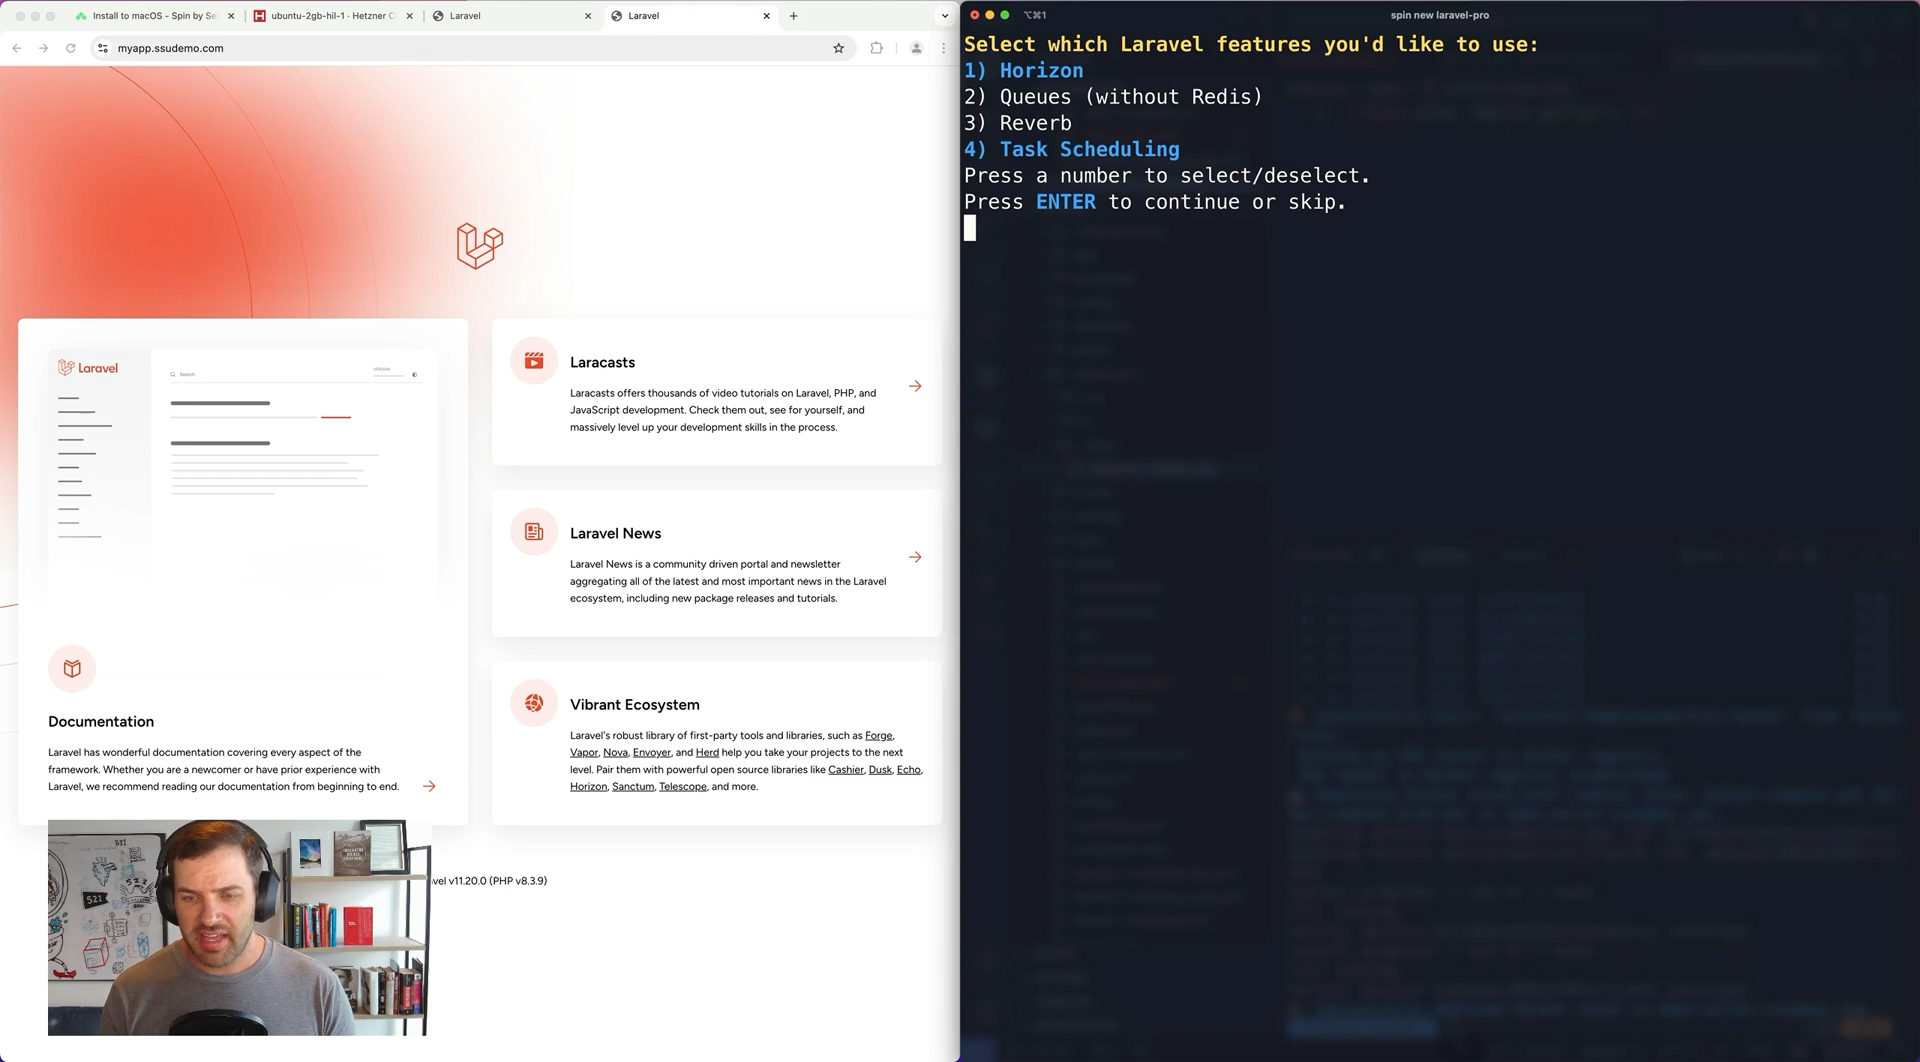 Install to macOS - Spin by Se
ubuntu-2gb-hil-1 · Hetzner C
Laravel
Laravel
myapp.ssudemo.com
Laravel
Search
VERSION
Documentation
Laravel has wonderful documentation covering every aspect of the
framework. Whether you are a newcomer or have prior experience with
Laravel, we recommend reading our documentation from beginning to end.
Laracasts
Laracasts offers thousands of video tutorials on Laravel, PHP, and
JavaScript development. Check them out, see for yourself, and
massively level up your development skills in the process.
Laravel News
Laravel News is a community driven portal and newsletter
aggregating all of the latest and most important news in the Laravel
ecosystem, including new package releases and tutorials.
Vibrant Ecosystem
Laravel's robust library of first-party tools and libraries, such as Forge,
Vapor, Nova, Envoyer, and Herd help you take your projects to the next
level. Pair them with powerful open source libraries like Cashier, Dusk, Echo,
Horizon, Sanctum, Telescope, and more.
vel v11.20.0 (PHP v8.3.9)
521
521
⌥⌘1
spin new laravel-pro
Select which Laravel features you'd like to use:
1) Horizon
2) Queues (without Redis)
3) Reverb
4) Task Scheduling
Press a number to select/deselect.
Press ENTER to continue or skip.